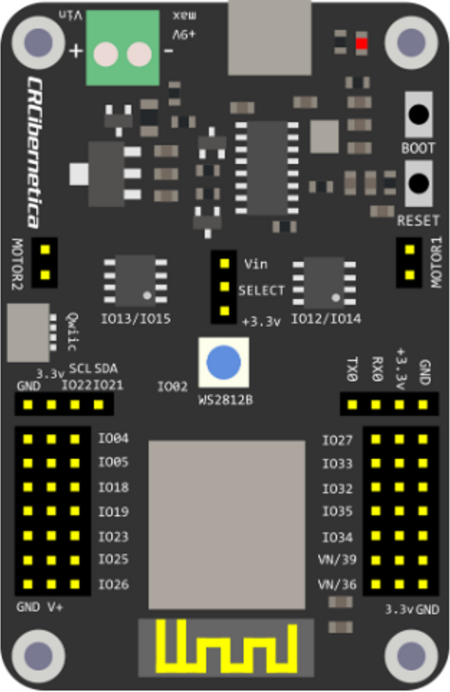 Vin
+
-
+9V
max
CRCibernetica
BOOT
RESET
MOTOR2
MOTOR1
Vin
SELECT
+3.3v
IO13/IO15
IO12/IO14
Qwiic
3.3v
SCL SDA
GND
IO22 IO21
IO02
WS2812B
TX0
RX0
+3.3v
GND
IO04
IO05
IO18
IO19
IO23
IO25
IO26
GND V+
IO27
IO33
IO32
IO35
IO34
VN/39
VN/36
3.3v GND